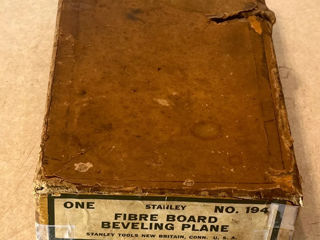 ONE STANLEY NO. 194
FIBRE BOARD
BEVELING PLANE
STANLEY TOOLS NEW BRITAIN, CONN. U. S. A.